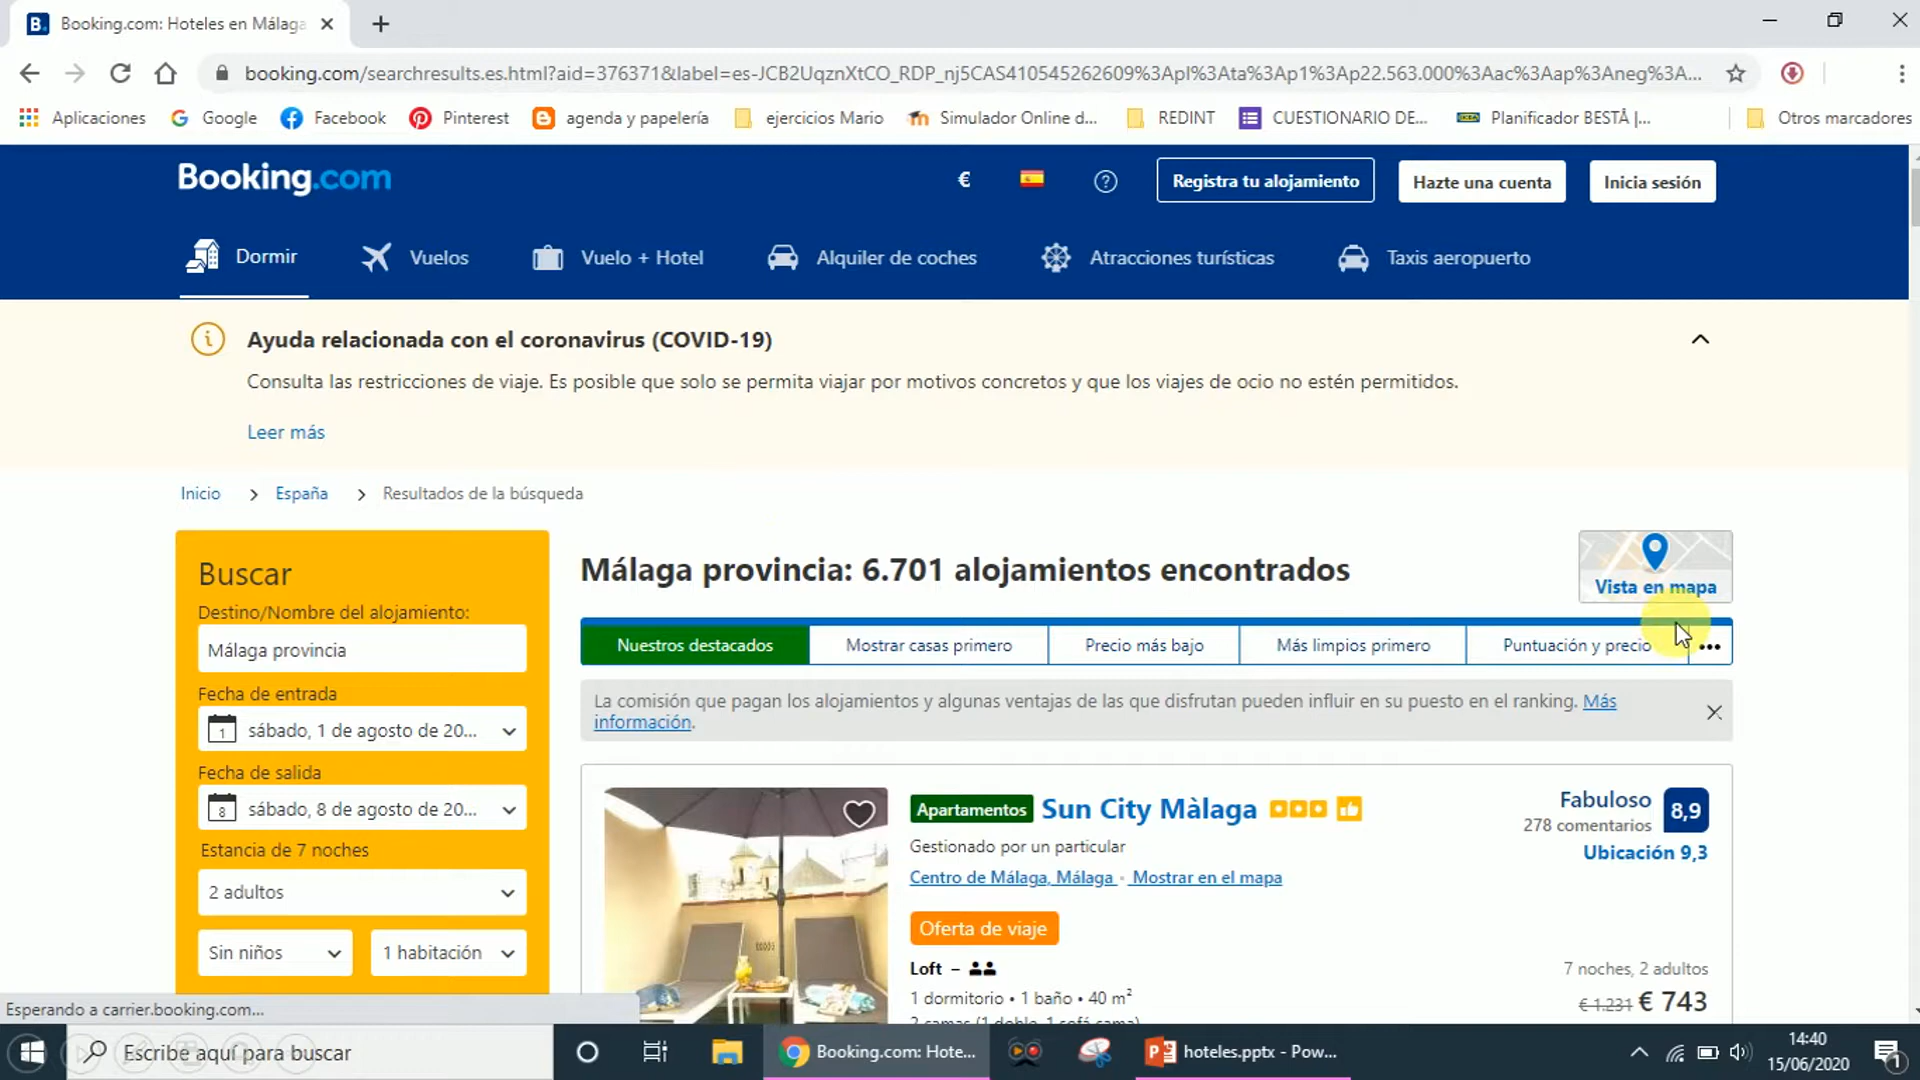 Booking.com: Hoteles en Málaga
booking.com/searchresults.es.html?aid=376371&label=es-JCB2UqznXtCO_RDP_nj5CAS410545262609%3Apl%3Ata%3Ap1%3Ap22.563.000%3Aac%3Aap%3Aneg%3A...
Aplicaciones Google Facebook Pinterest agenda y papelería ejercicios Mario Simulador Online d... REDINT CUESTIONARIO DE... Planificador BESTÅ |... Otros marcadores
Booking.com € Registra tu alojamiento Hazte una cuenta Inicia sesión
Dormir Vuelos Vuelo + Hotel Alquiler de coches Atracciones turísticas Taxis aeropuerto
Ayuda relacionada con el coronavirus (COVID-19)
Consulta las restricciones de viaje. Es posible que solo se permita viajar por motivos concretos y que los viajes de ocio no estén permitidos.
Leer más
Inicio > España > Resultados de la búsqueda
Buscar
Destino/Nombre del alojamiento:
Málaga provincia
Fecha de entrada
1 sábado, 1 de agosto de 20...
Fecha de salida
8 sábado, 8 de agosto de 20...
Estancia de 7 noches
2 adultos
Sin niños 1 habitación
Málaga provincia: 6.701 alojamientos encontrados
Vista en mapa
Nuestros destacados Mostrar casas primero Precio más bajo Más limpios primero Puntuación y precio •••
La comisión que pagan los alojamientos y algunas ventajas de las que disfrutan pueden influir en su puesto en el ranking. Más
información.
Apartamentos Sun City Màlaga
Gestionado por un particular
Centro de Málaga, Málaga • Mostrar en el mapa
Fabuloso 8,9
278 comentarios
Ubicación 9,3
Oferta de viaje
Loft –
1 dormitorio • 1 baño • 40 m²
2 camas (1 doble, 1 sofá cama)
7 noches, 2 adultos
€ 1.231 € 743
Esperando a carrier.booking.com...
Escribe aquí para buscar
Booking.com: Hote...
hoteles.pptx - Pow...
14:40
15/06/2020
1